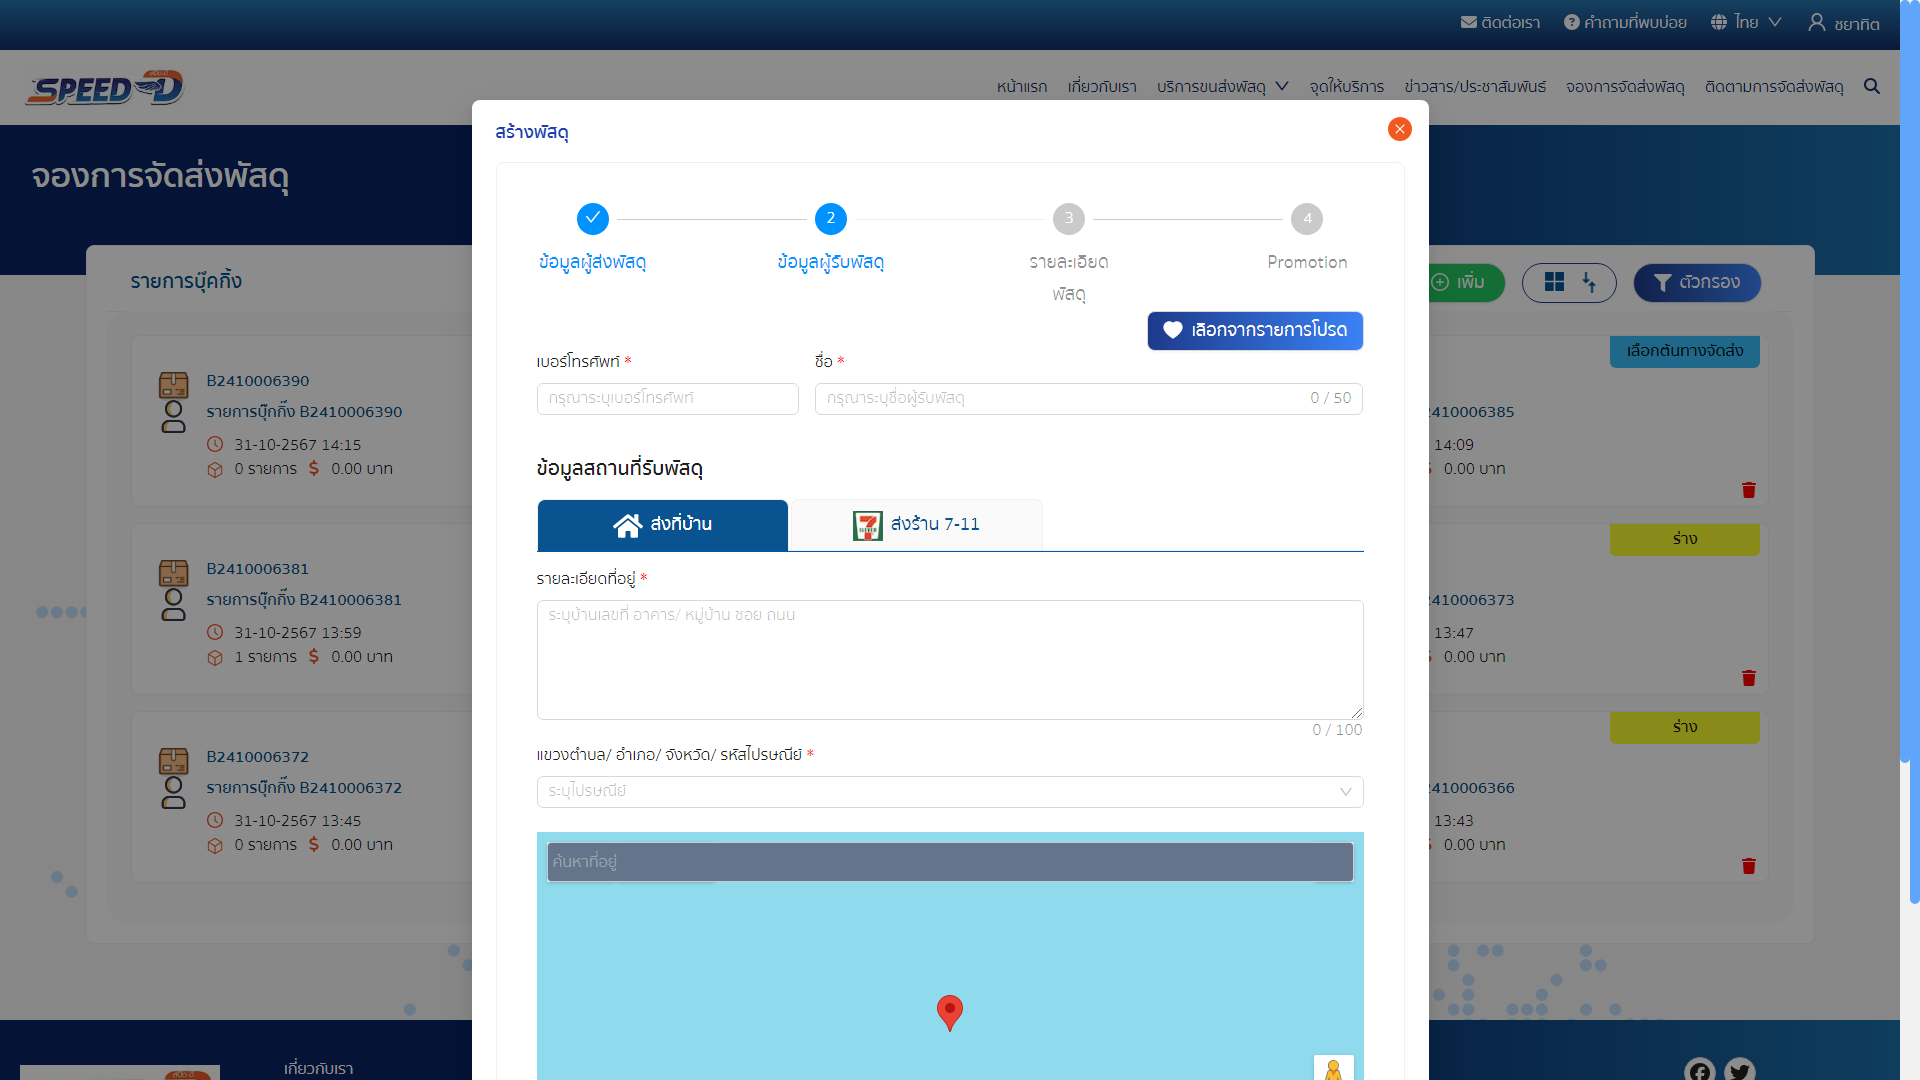 ติดต่อเรา
คำถามที่พบบ่อย
ไทย
ชยาทิต
SPEED-D
หน้าแรก
เกี่ยวกับเรา
บริการขนส่งพัสดุ
จุดให้บริการ
ข่าวสาร/ประชาสัมพันธ์
จองการจัดส่งพัสดุ
ติดตามการจัดส่งพัสดุ
จองการจัดส่งพัสดุ
รายการบุ๊คกิ้ง
เพิ่ม
ตัวกรอง
B2410006390
รายการบุ๊กกิ๊ง B2410006390
31-10-2567 14:15
0 รายการ $ 0.00 บาท
B2410006381
รายการบุ๊กกิ๊ง B2410006381
31-10-2567 13:59
1 รายการ $ 0.00 บาท
B2410006372
รายการบุ๊กกิ๊ง B2410006372
31-10-2567 13:45
0 รายการ $ 0.00 บาท
สร้างพัสดุ
2
3
4
ข้อมูลผู้ส่งพัสดุ
ข้อมูลผู้รับพัสดุ
รายละเอียด
พัสดุ
Promotion
เลือกจากรายการโปรด
เบอร์โทรศัพท์ *
ชื่อ *
กรุณาระบุเบอร์โทรศัพท์
กรุณาระบุชื่อผู้รับพัสดุ
0 / 50
ข้อมูลสถานที่รับพัสดุ
ส่งที่บ้าน
ส่งร้าน 7-11
รายละเอียดที่อยู่ *
ระบุบ้านเลขที่ อาคาร/ หมู่บ้าน ซอย ถนน
0 / 100
แขวงตำบล/ อำเภอ/ จังหวัด/ รหัสไปรษณีย์ *
ระบุไปรษณีย์
ค้นหาที่อยู่
เลือกต้นทางจัดส่ง
2410006385
14:09
0.00 บาท
ร่าง
2410006373
13:47
0.00 บาท
ร่าง
2410006366
13:43
0.00 บาท
เกี่ยวกับเรา